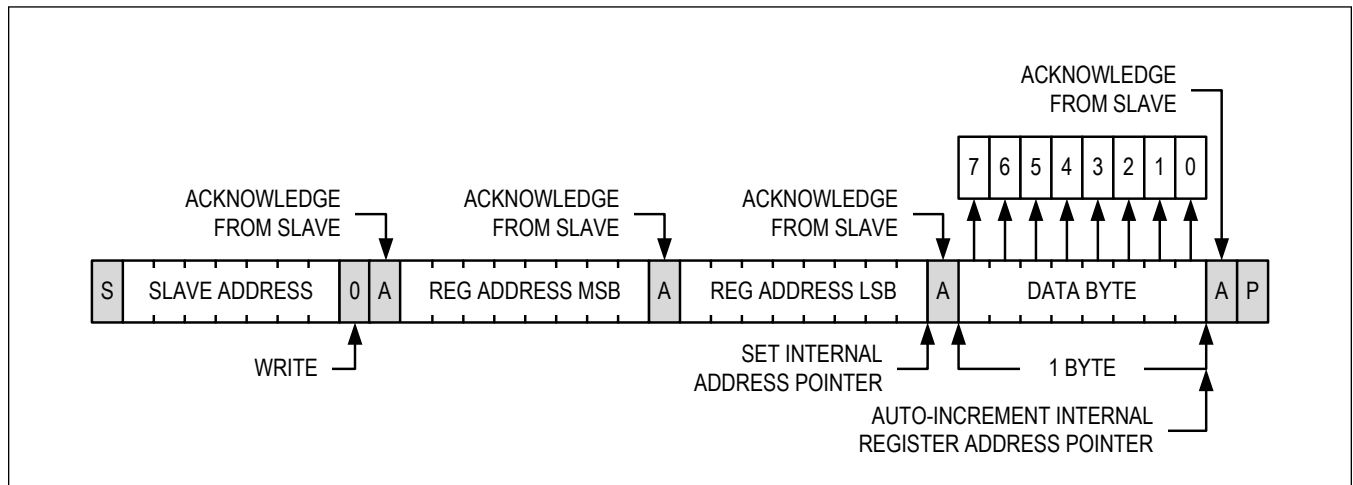 ACKNOWLEDGE
FROM SLAVE
7 6 5 4 3 2 1 0
ACKNOWLEDGE
FROM SLAVE
ACKNOWLEDGE
FROM SLAVE
ACKNOWLEDGE
FROM SLAVE
S SLAVE ADDRESS 0 A REG ADDRESS MSB A REG ADDRESS LSB A DATA BYTE A P
WRITE
SET INTERNAL
ADDRESS POINTER
1 BYTE
AUTO-INCREMENT INTERNAL
REGISTER ADDRESS POINTER